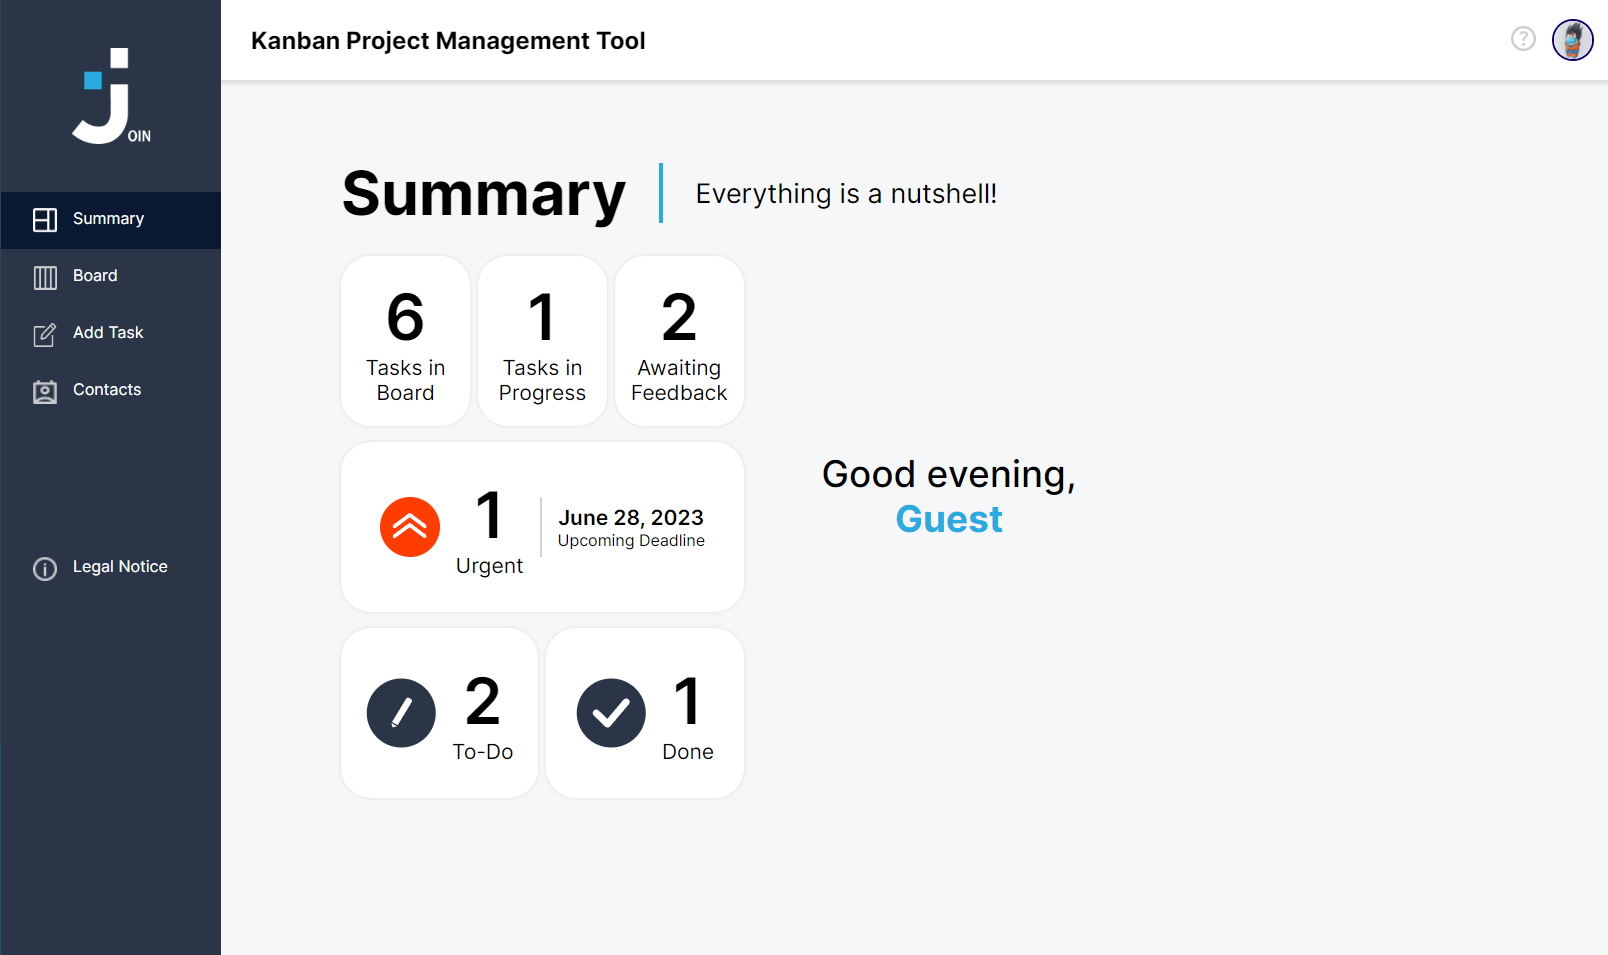 Kanban Project Management Tool
?
OIN
Summary
Board
Add Task
Contacts
Legal Notice
Summary
Everything is a nutshell!
6
Tasks in
Board
1
Tasks in
Progress
2
Awaiting
Feedback
1
Urgent
June 28, 2023
Upcoming Deadline
2
To-Do
1
Done
Good evening,
Guest